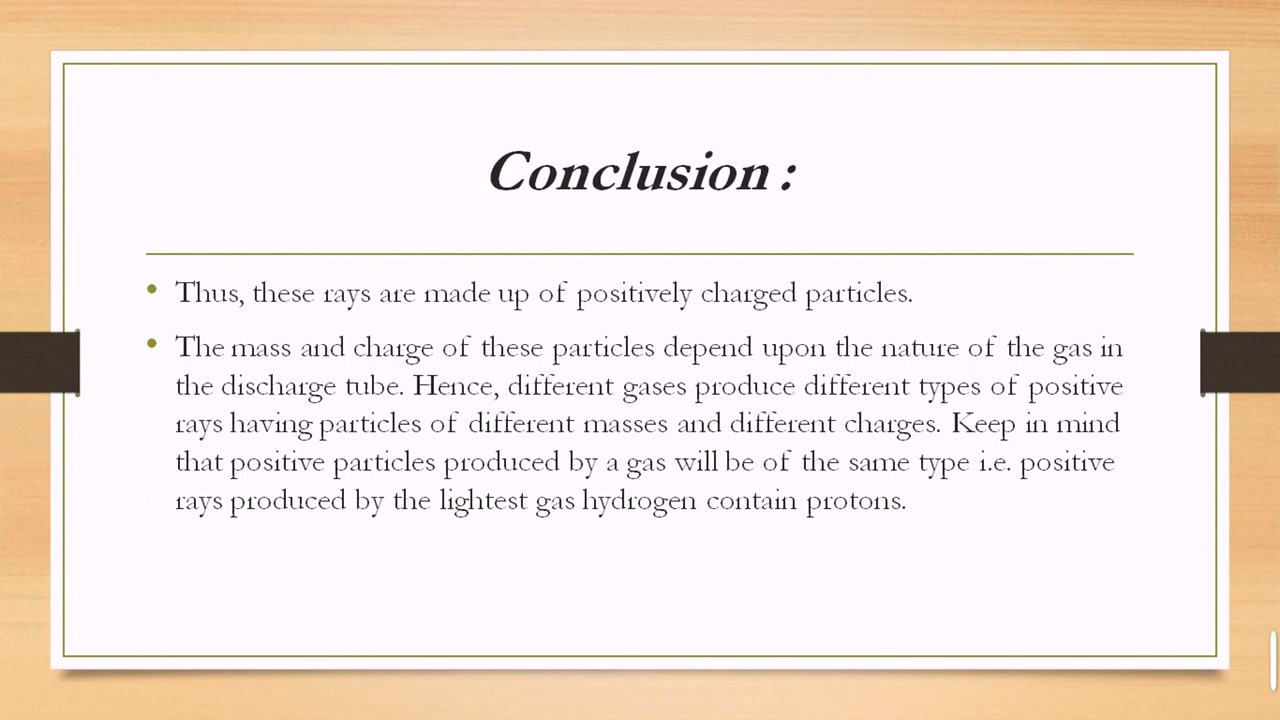 Conclusion :
• Thus, these rays are made up of positively charged particles.
• The mass and charge of these particles depend upon the nature of the gas in
the discharge tube. Hence, different gases produce different types of positive
rays having particles of different masses and different charges. Keep in mind
that positive particles produced by a gas will be of the same type i.e. positive
rays produced by the lightest gas hydrogen contain protons.